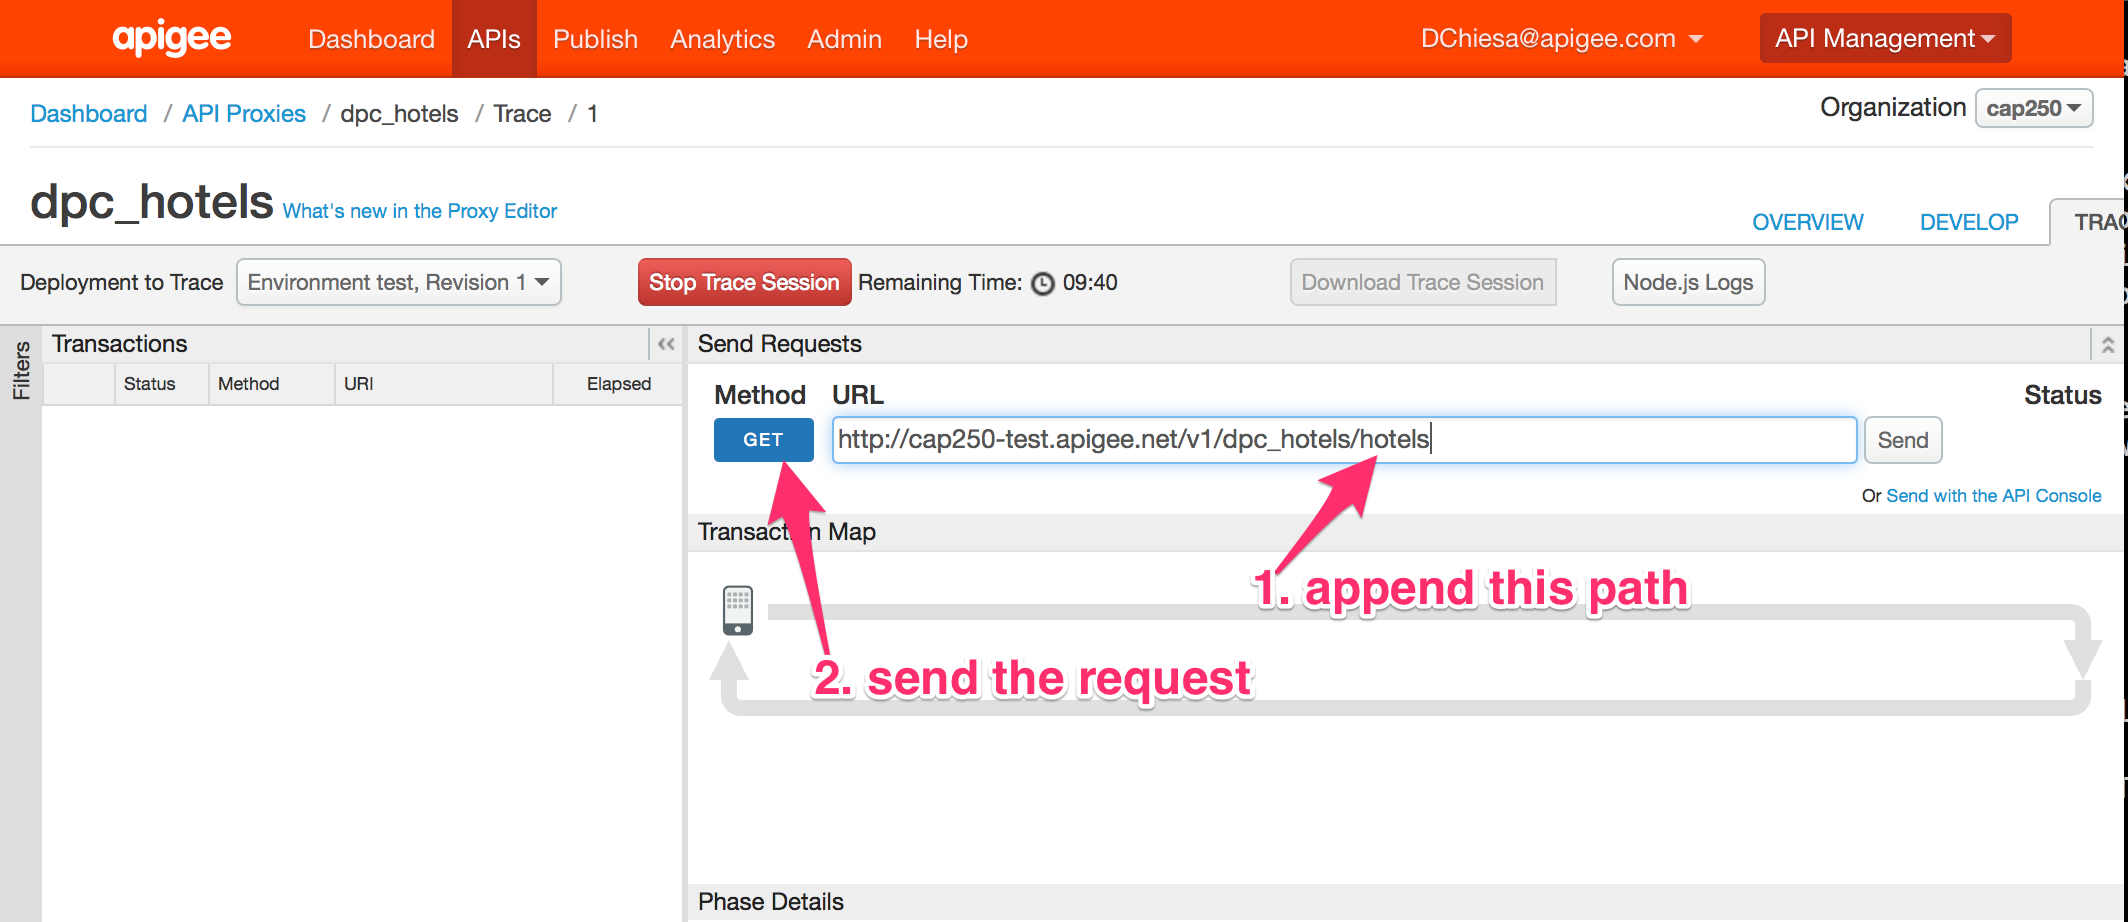 apigee Dashboard APIs Publish Analytics Admin Help DChiesa@apigee.com API Management
Dashboard / API Proxies / dpc_hotels / Trace / 1 Organization cap250
dpc_hotels What's new in the Proxy Editor OVERVIEW DEVELOP
Deployment to Trace Environment test, Revision 1 Stop Trace Session Remaining Time: 09:40 Download Trace Session Node.js Logs
Filters
Transactions
Status Method URI Elapsed
Send Requests
Method URL Status
GET http://cap250-test.apigee.net/v1/dpc_hotels/hotels Send
Or Send with the API Console
Transaction Map
1. append this path
2. send the request
Phase Details